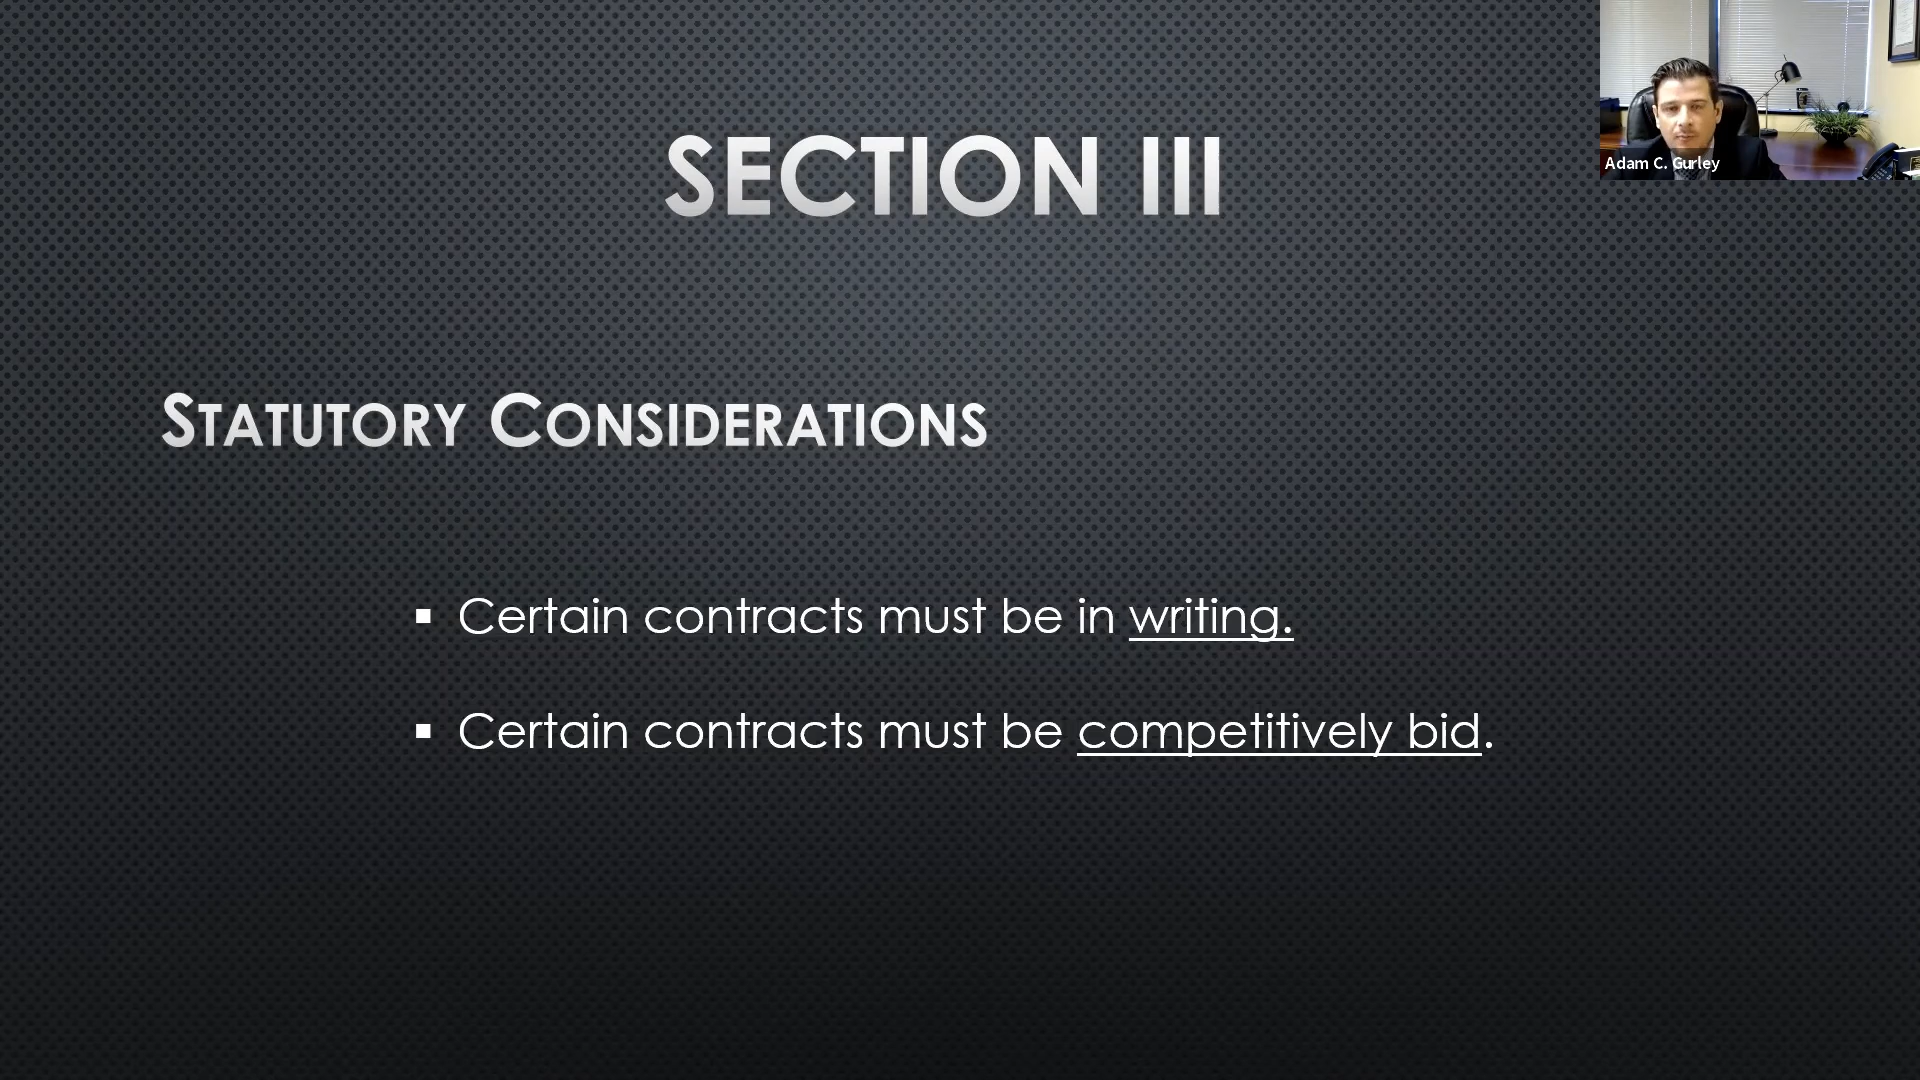 SECTION III
Adam C. Gurley
STATUTORY CONSIDERATIONS
▪ Certain contracts must be in writing.
▪ Certain contracts must be competitively bid.